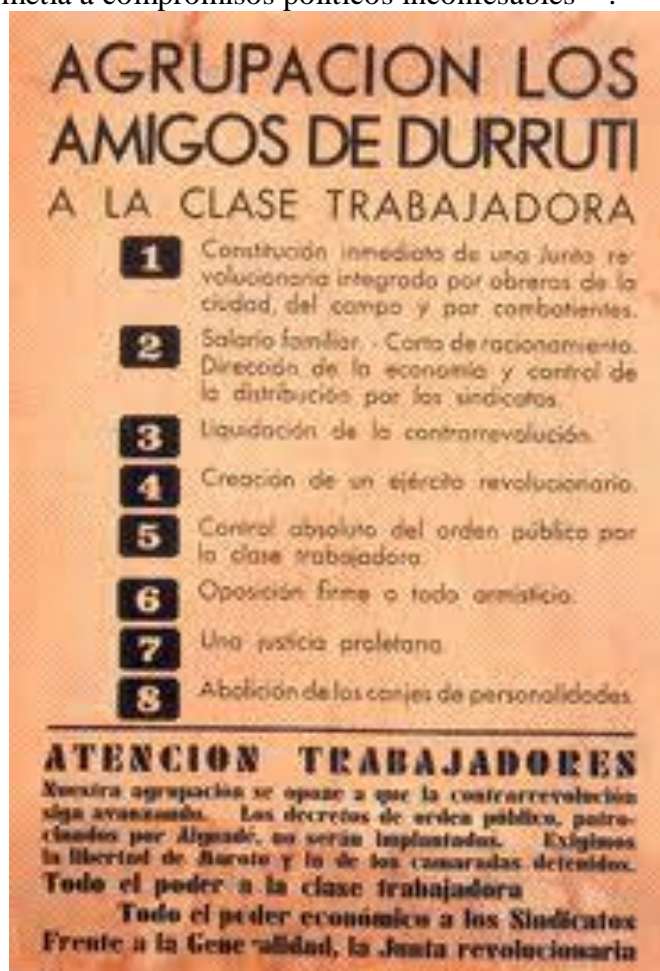 metía a compromisos políticos inconfesables
AGRUPACION LOS
AMIGOS DE DURRUTI
A LA CLASE TRABAJADORA
1 Constitución inmediata de una Junta re-
volucionaria integrada por obreros de la
ciudad, del campo y por combatientes.
2 Salario familiar. - Carta de racionamiento.
Dirección de la economía y control de
la distribución por los sindicatos.
3 Liquidación de la contrarrevolución.
4 Creación de un ejército revolucionario.
5 Control absoluto del orden público por
la clase trabajadora.
6 Oposición firme a todo armisticio.
7 Una justicia proletaria.
8 Abolición de los canjes de personalidades.
ATENCION TRABAJADORES
Nuestra agrupación se opone a que la contrarrevolución
siga avanzando. Los decretos de orden público, patro-
cinados por Aiguadé, no serán implantados. Exigimos
la libertad de Maroto y la de los camaradas detenidos.
Todo el poder a la clase trabajadora
Todo el poder económico a los Sindicatos
Frente a la Generalidad, la Junta revolucionaria